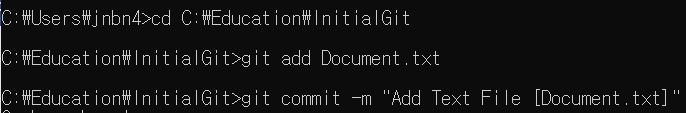 C:₩Users₩jnbn4>cd C:₩Education₩InitialGit
C:₩Education₩InitialGit>git add Document.txt
C:₩Education₩InitialGit>git commit -m "Add Text File [Document.txt]"